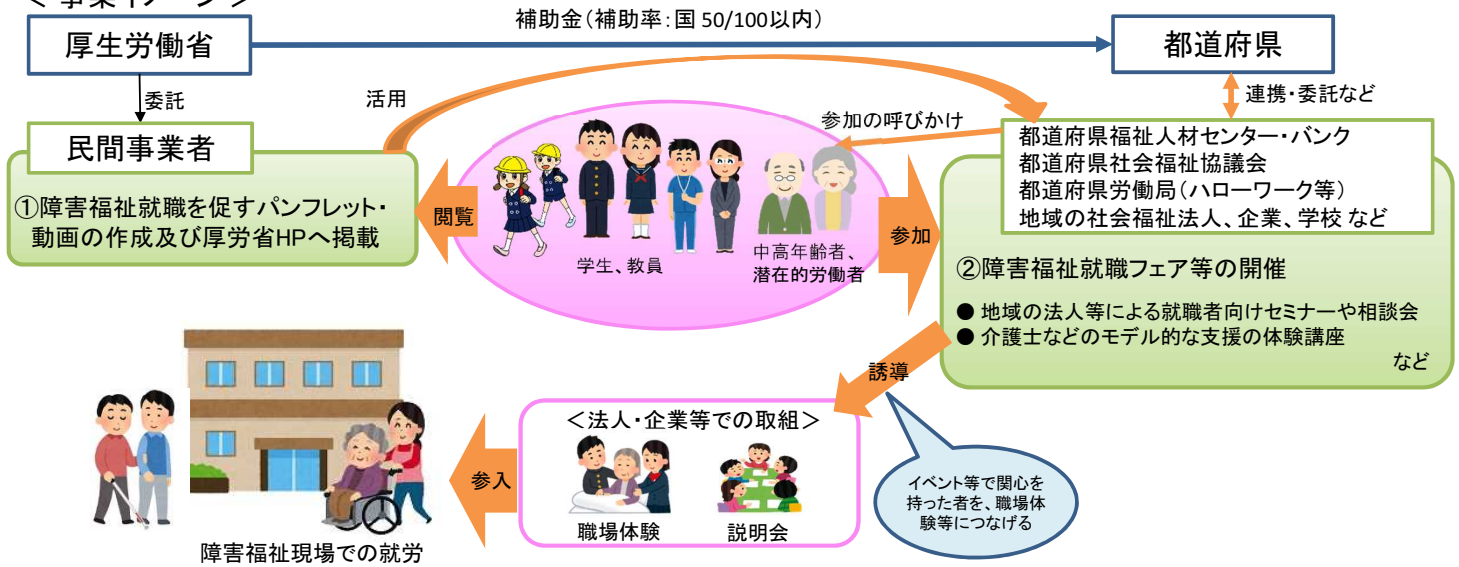 ＜事業イメージ＞
補助金（補助率：国 50/100以内）
厚生労働省
都道府県
委託
活用
連携・委託など
民間事業者
参加の呼びかけ
都道府県福祉人材センター・バンク
都道府県社会福祉協議会
都道府県労働局（ハローワーク等）
地域の社会福祉法人、企業、学校 など
①障害福祉就職を促すパンフレット・
動画の作成及び厚労省HPへ掲載
閲覧
学生、教員
中高年齢者、
潜在的労働者
参加
②障害福祉就職フェア等の開催
● 地域の法人等による就職者向けセミナーや相談会
● 介護士などのモデル的な支援の体験講座
など
誘導
＜法人・企業等での取組＞
職場体験
説明会
参入
イベント等で関心を
持った者を、職場体
験等につなげる
障害福祉現場での就労